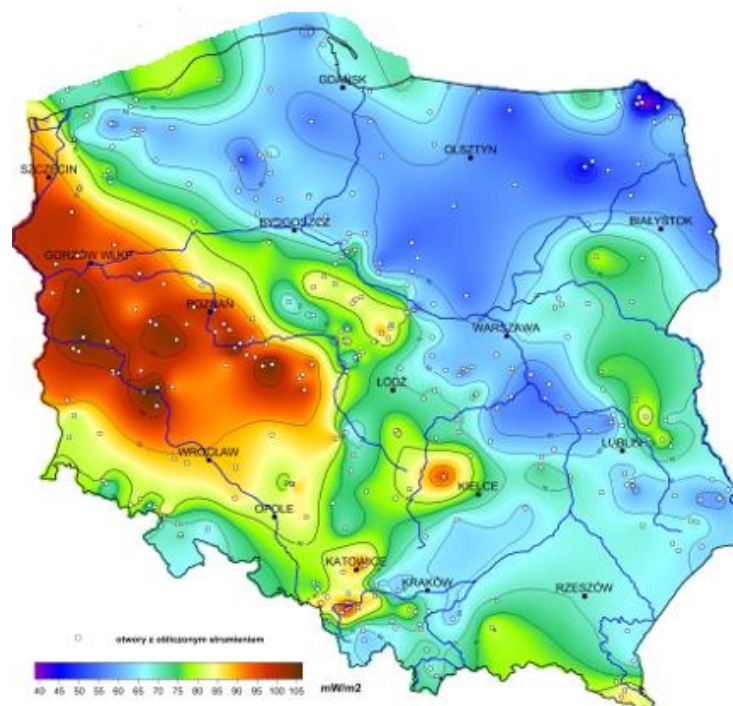 GDAŃSK
OLSZTYN
SZCZECIN
BYDGOSZCZ
BIAŁYSTOK
GORZÓW WLKP
POZNAŃ
WARSZAWA
ŁÓDŹ
LUBLIN
WROCŁAW
KIELCE
OPOLE
KATOWICE
KRAKÓW
RZESZÓW
otwory z obliczonym strumieniem
40 45 50 55 60 65 70 75 80 85 90 95 100 105 mW/m2